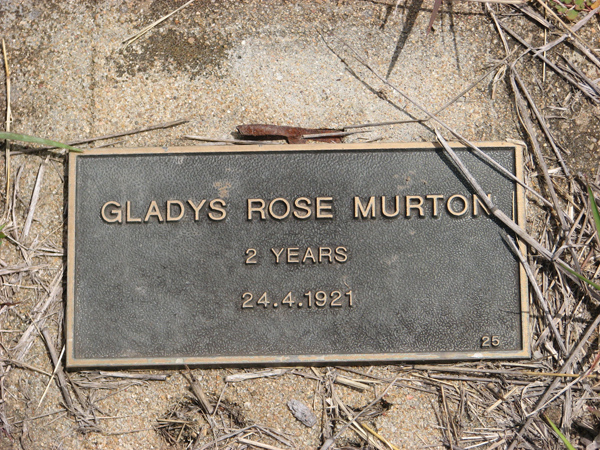 GLADYS ROSE MURTON
2 YEARS
24.4.1921
25